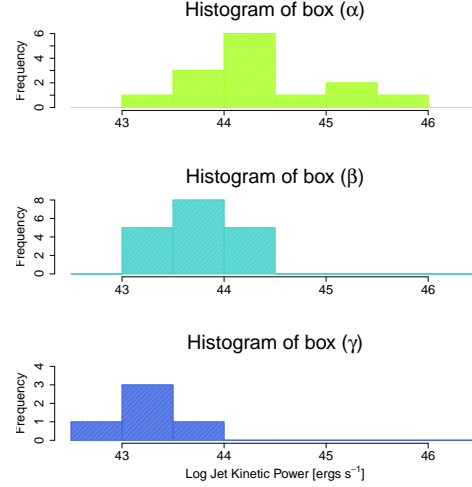 Histogram of box (α)
Frequency
0 2 4 6
43 44 45 46
Histogram of box (β)
Frequency
0 2 4 6 8
43 44 45 46
Histogram of box (γ)
Frequency
0 1 2 3 4
43 44 45 46
Log Jet Kinetic Power [ergs s⁻¹]